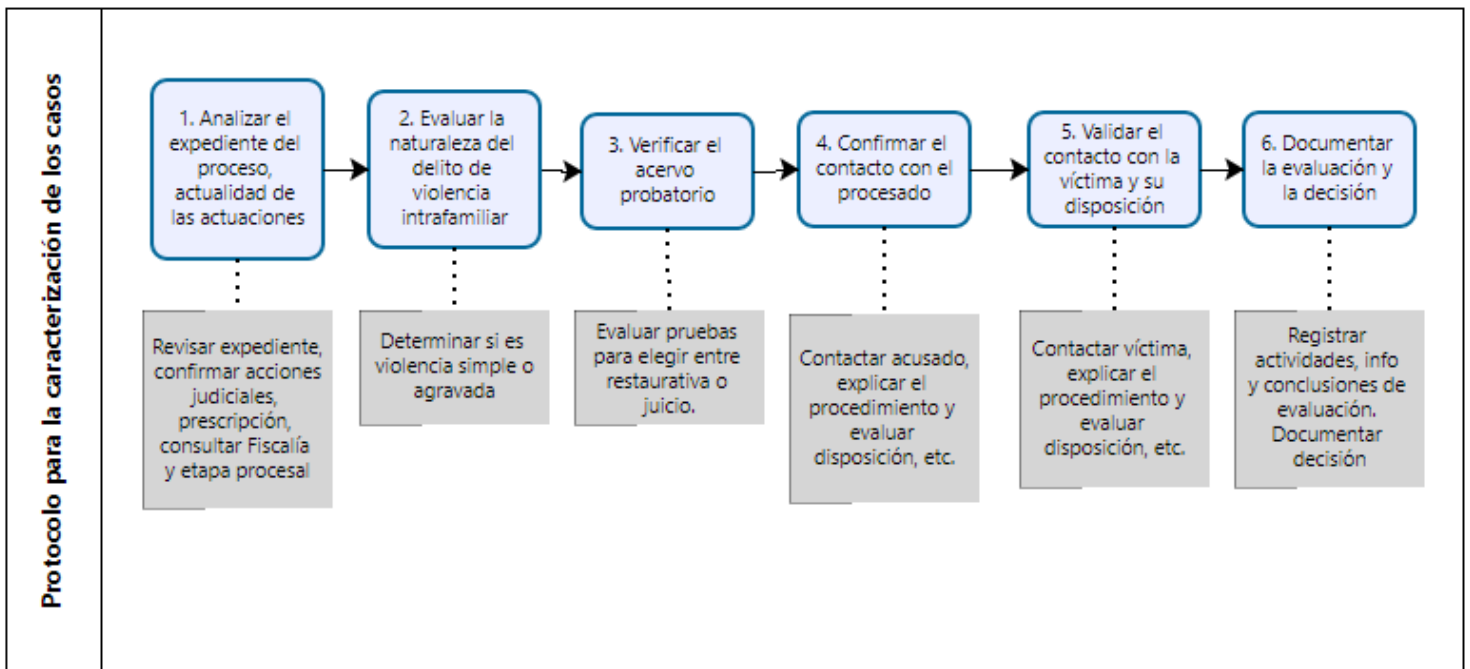 Protocolo para la caracterización de los casos
1. Analizar el
expediente del
proceso,
actualidad de
las actuaciones
2. Evaluar la
naturaleza del
delito de
violencia
intrafamiliar
3. Verificar el
acervo
probatorio
4. Confirmar el
contacto con el
procesado
5. Validar el
contacto con la
víctima y su
disposición
6. Documentar
la evaluación y
la decisión
Revisar expediente,
confirmar acciones
judiciales,
prescripción,
consultar Fiscalía
y etapa procesal
Determinar si es
violencia simple o
agravada
Evaluar pruebas
para elegir entre
restaurativa o
juicio.
Contactar acusado,
explicar el
procedimiento y
evaluar
disposición, etc.
Contactar víctima,
explicar el
procedimiento y
evaluar
disposición, etc.
Registrar
actividades, info
y conclusiones de
evaluación.
Documentar
decisión